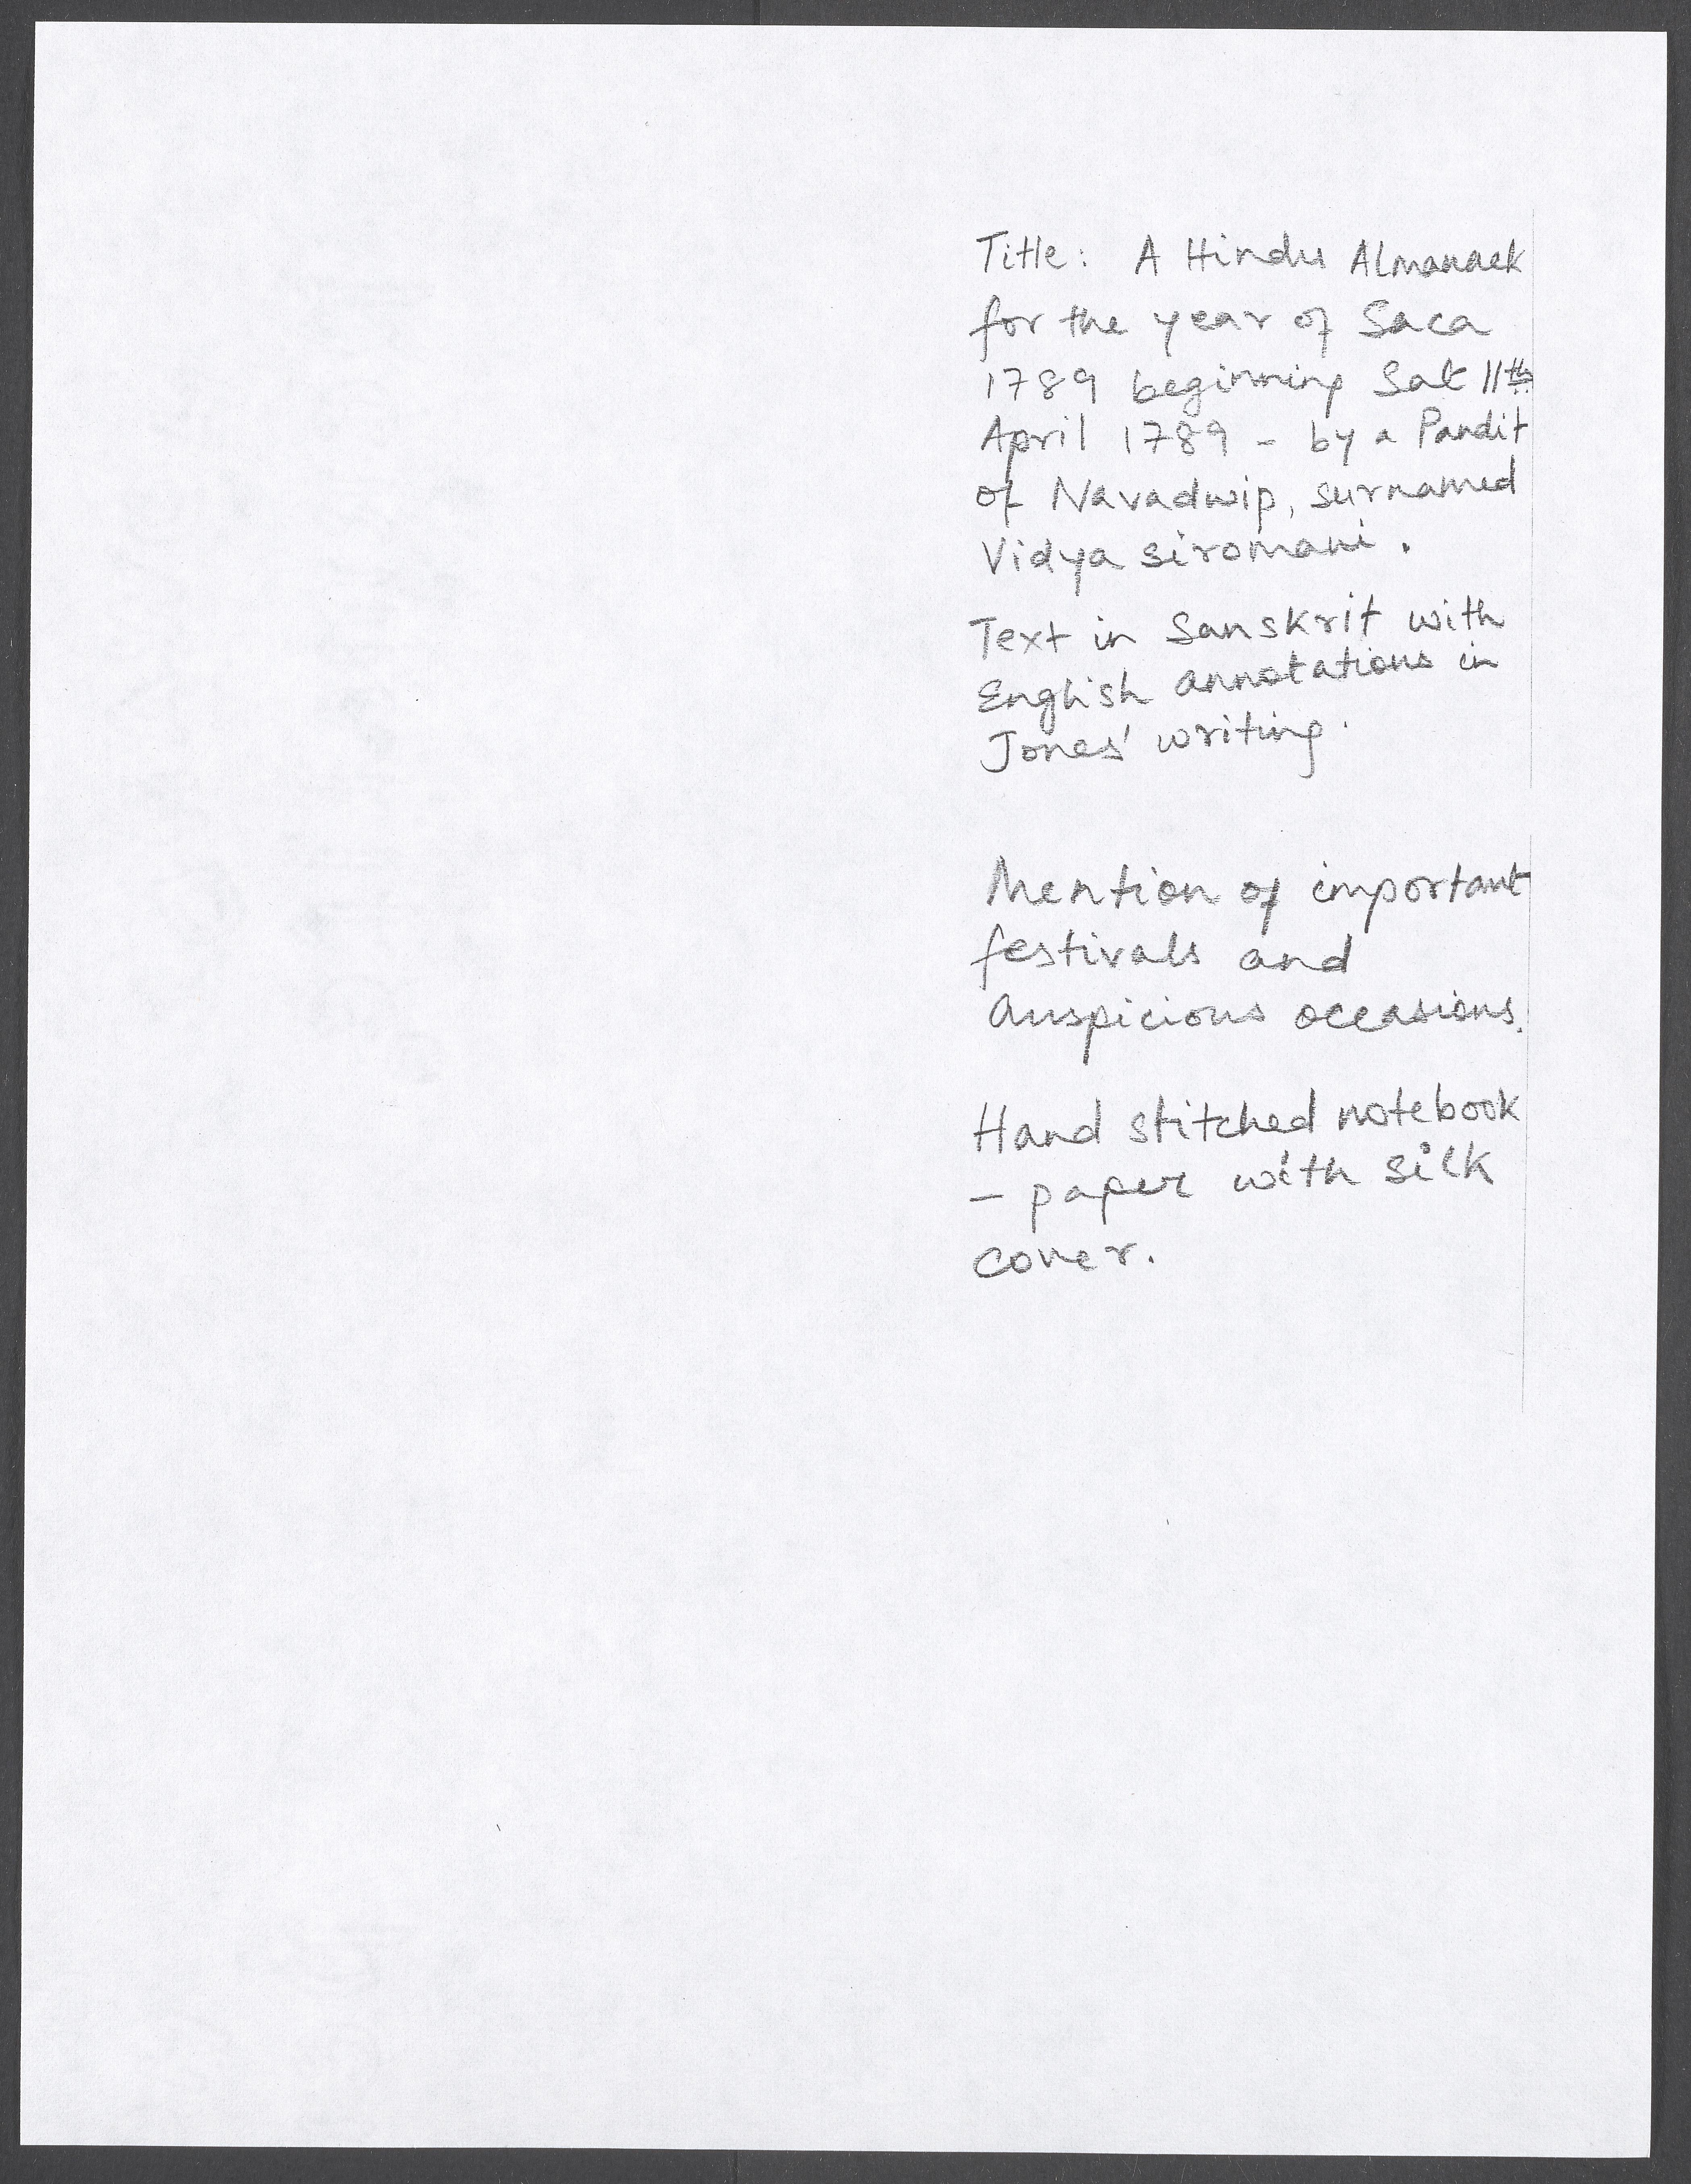 Title: A Hindu Almanack
for the year of Saca
1789 beginning Sat 11th
April 1789 - by a Pandit
of Navadwip, surnamed
Vidya siromani.
Text in Sanskrit with
English annotations in
Jones' writing.
Mention of important
festivals and
auspicious occasions.
Hand stitched notebook
- paper with silk
cover.